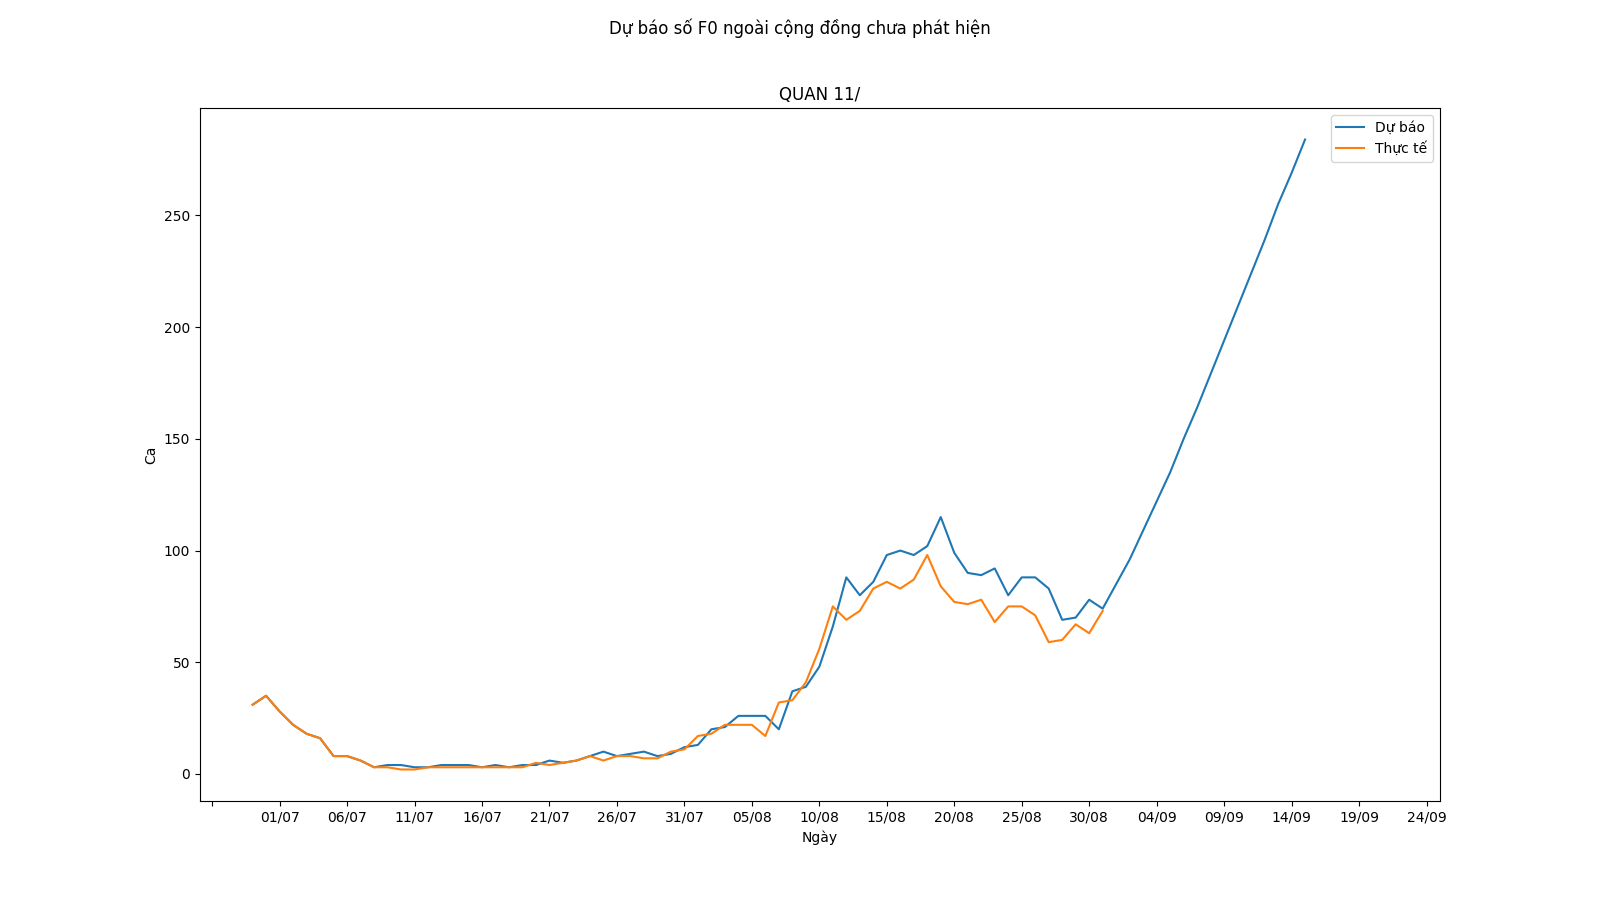 Dự báo số F0 ngoài cộng đồng chưa phát hiện
QUAN 11/
Dự báo
Thực tế
250
200
150
100
50
0
Ca
01/07 06/07 11/07 16/07 21/07 26/07 31/07 05/08 10/08 15/08 20/08 25/08 30/08 04/09 09/09 14/09 19/09 24/09
Ngày